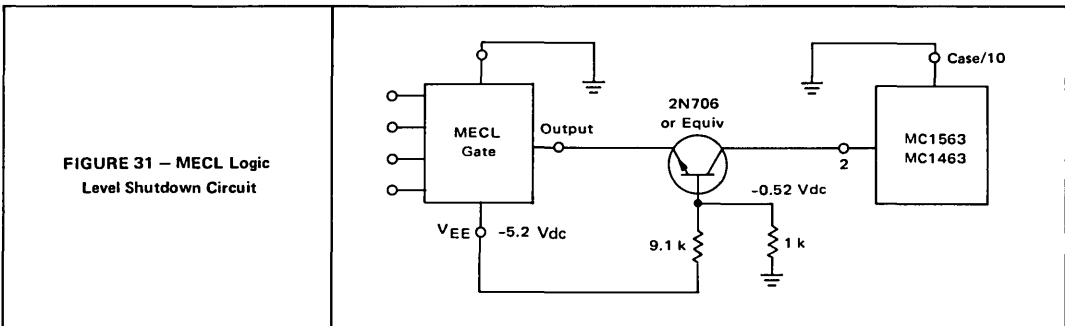 FIGURE 31 – MECL Logic
Level Shutdown Circuit
Case/10
2N706
or Equiv
MECL
Gate
Output
2
MC1563
MC1463
-0.52 Vdc
VEE
-5.2 Vdc
9.1 k
1 k